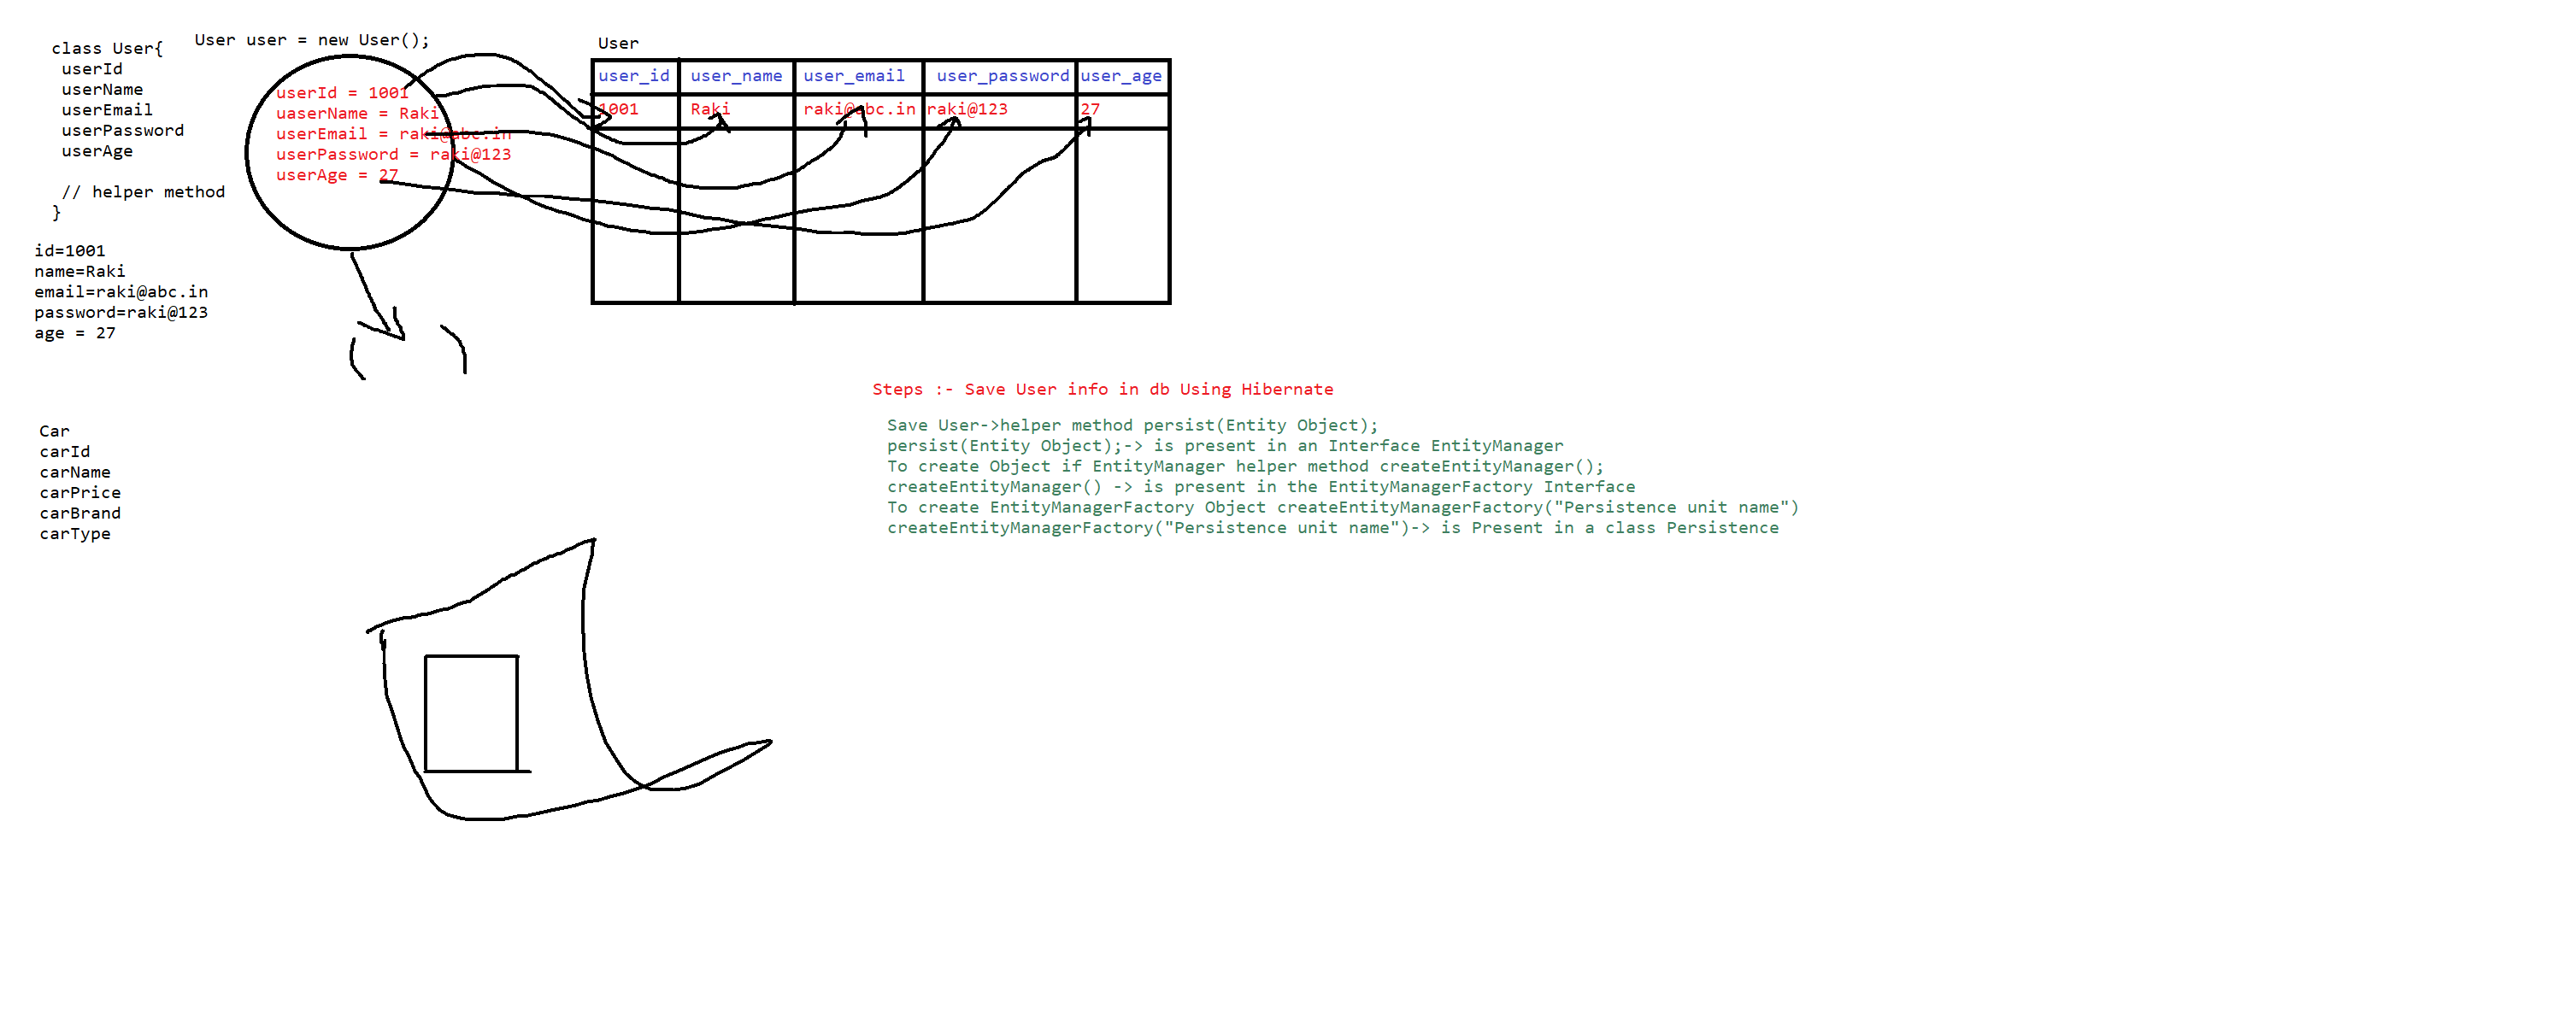 class User{
userId
userName
userEmail
userPassword
userAge
// helper method
}
User user = new User();
userId = 1001
uaserName = Raki
userEmail = raki@abc.in
userPassword = raki@123
userAge = 27
id=1001
name=Raki
email=raki@abc.in
password=raki@123
age = 27
User
user_id user_name user_email user_password user_age
1001 Raki raki@abc.in raki@123 27
Steps :- Save User info in db Using Hibernate
Save User->helper method persist(Entity Object);
persist(Entity Object);-> is present in an Interface EntityManager
To create Object if EntityManager helper method createEntityManager();
createEntityManager() -> is present in the EntityManagerFactory Interface
To create EntityManagerFactory Object createEntityManagerFactory("Persistence unit name")
createEntityManagerFactory("Persistence unit name")-> is Present in a class Persistence
Car
carId
carName
carPrice
carBrand
carType